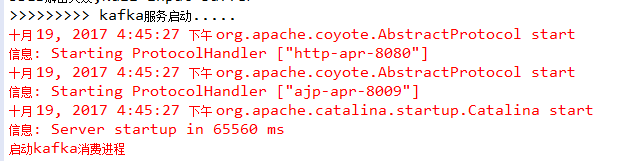 >>>>>>>>> kafka服务启动.....
十月 19, 2017 4:45:27 下午 org.apache.coyote.AbstractProtocol start
信息: Starting ProtocolHandler ["http-apr-8080"]
十月 19, 2017 4:45:27 下午 org.apache.coyote.AbstractProtocol start
信息: Starting ProtocolHandler ["ajp-apr-8009"]
十月 19, 2017 4:45:27 下午 org.apache.catalina.startup.Catalina start
信息: Server startup in 65560 ms
启动kafka消费进程